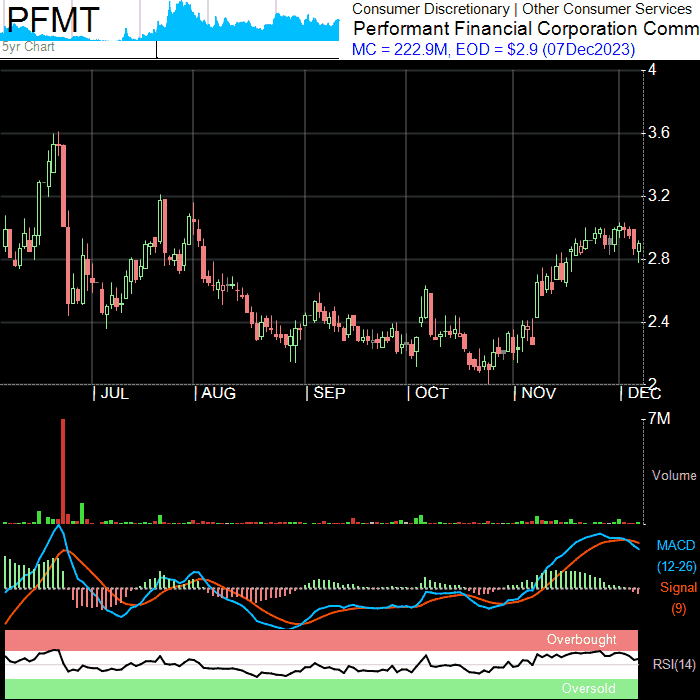 PFMT
5yr Chart
Consumer Discretionary | Other Consumer Services
Performant Financial Corporation Comm
MC = 222.9M, EOD = $2.9 (07Dec2023)
4
3.6
3.2
2.8
2.4
2
| JUL | AUG | SEP | OCT | NOV | DEC
7M
Volume
MACD
(12-26)
Signal
(9)
Overbought
RSI(14)
Oversold